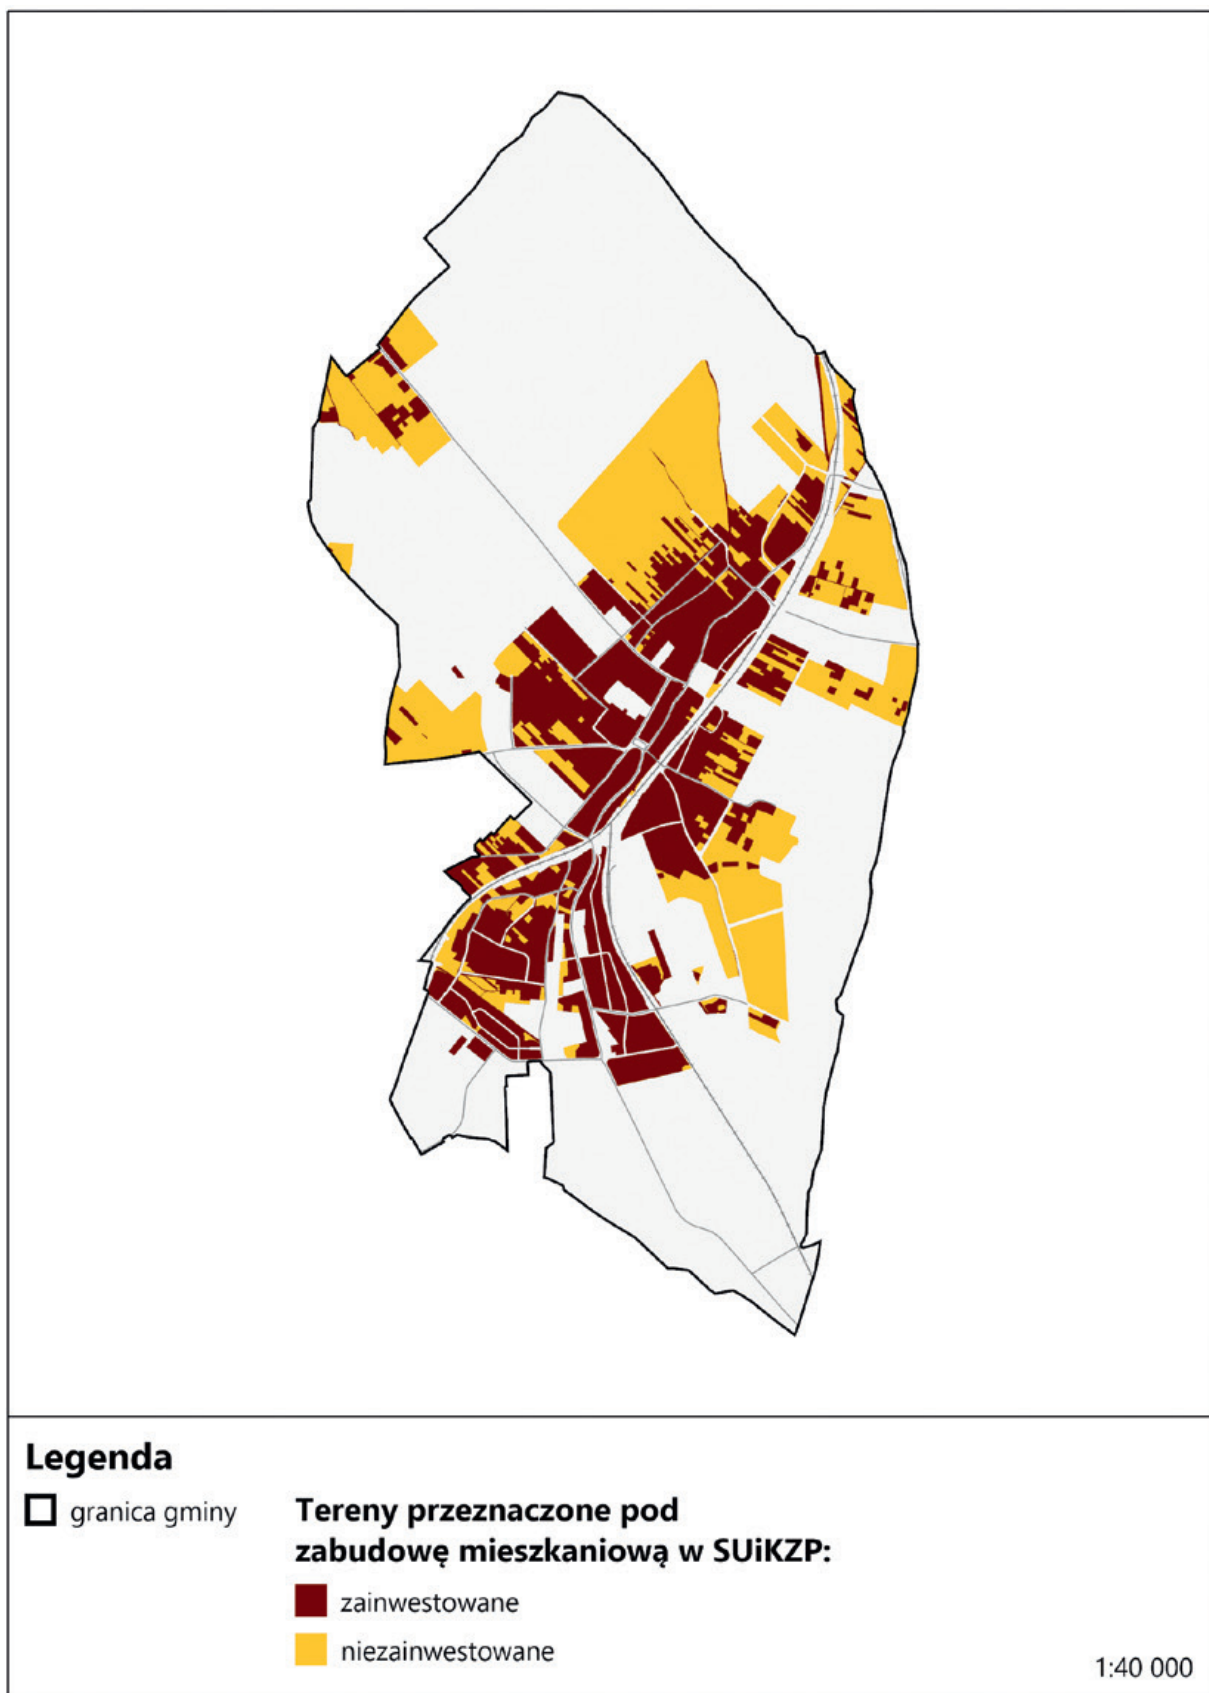 Legenda
granica gminy
Tereny przeznaczone pod
zabudowę mieszkaniową w SUiKZP:
zainwestowane
niezainwestowane
1:40 000